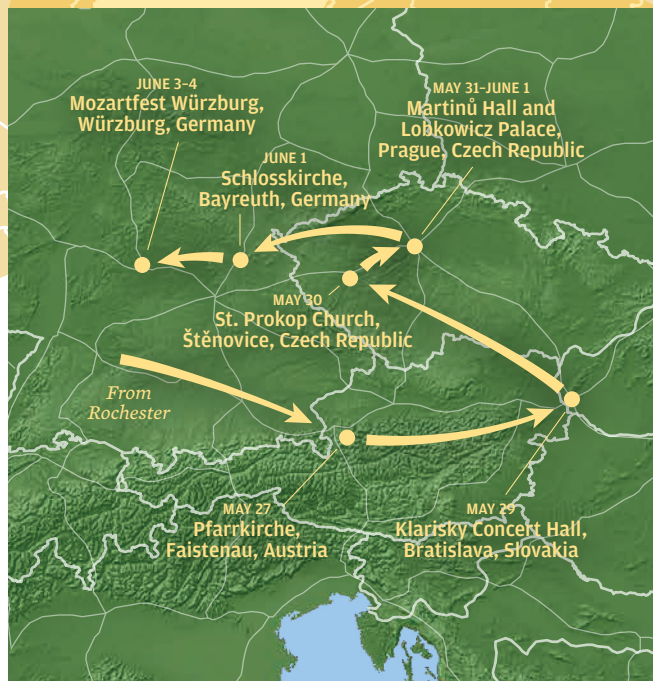 JUNE 3–4
Mozartfest Würzburg,
Würzburg, Germany
MAY 31–JUNE 1
Martinů Hall and
Lobkowicz Palace,
Prague, Czech Republic
JUNE 1
Schlosskirche,
Bayreuth, Germany
MAY 30
St. Prokop Church,
Štěnovice, Czech Republic
From
Rochester
MAY 27
Pfarrkirche,
Faistenau, Austria
MAY 29
Klarisky Concert Hall,
Bratislava, Slovakia